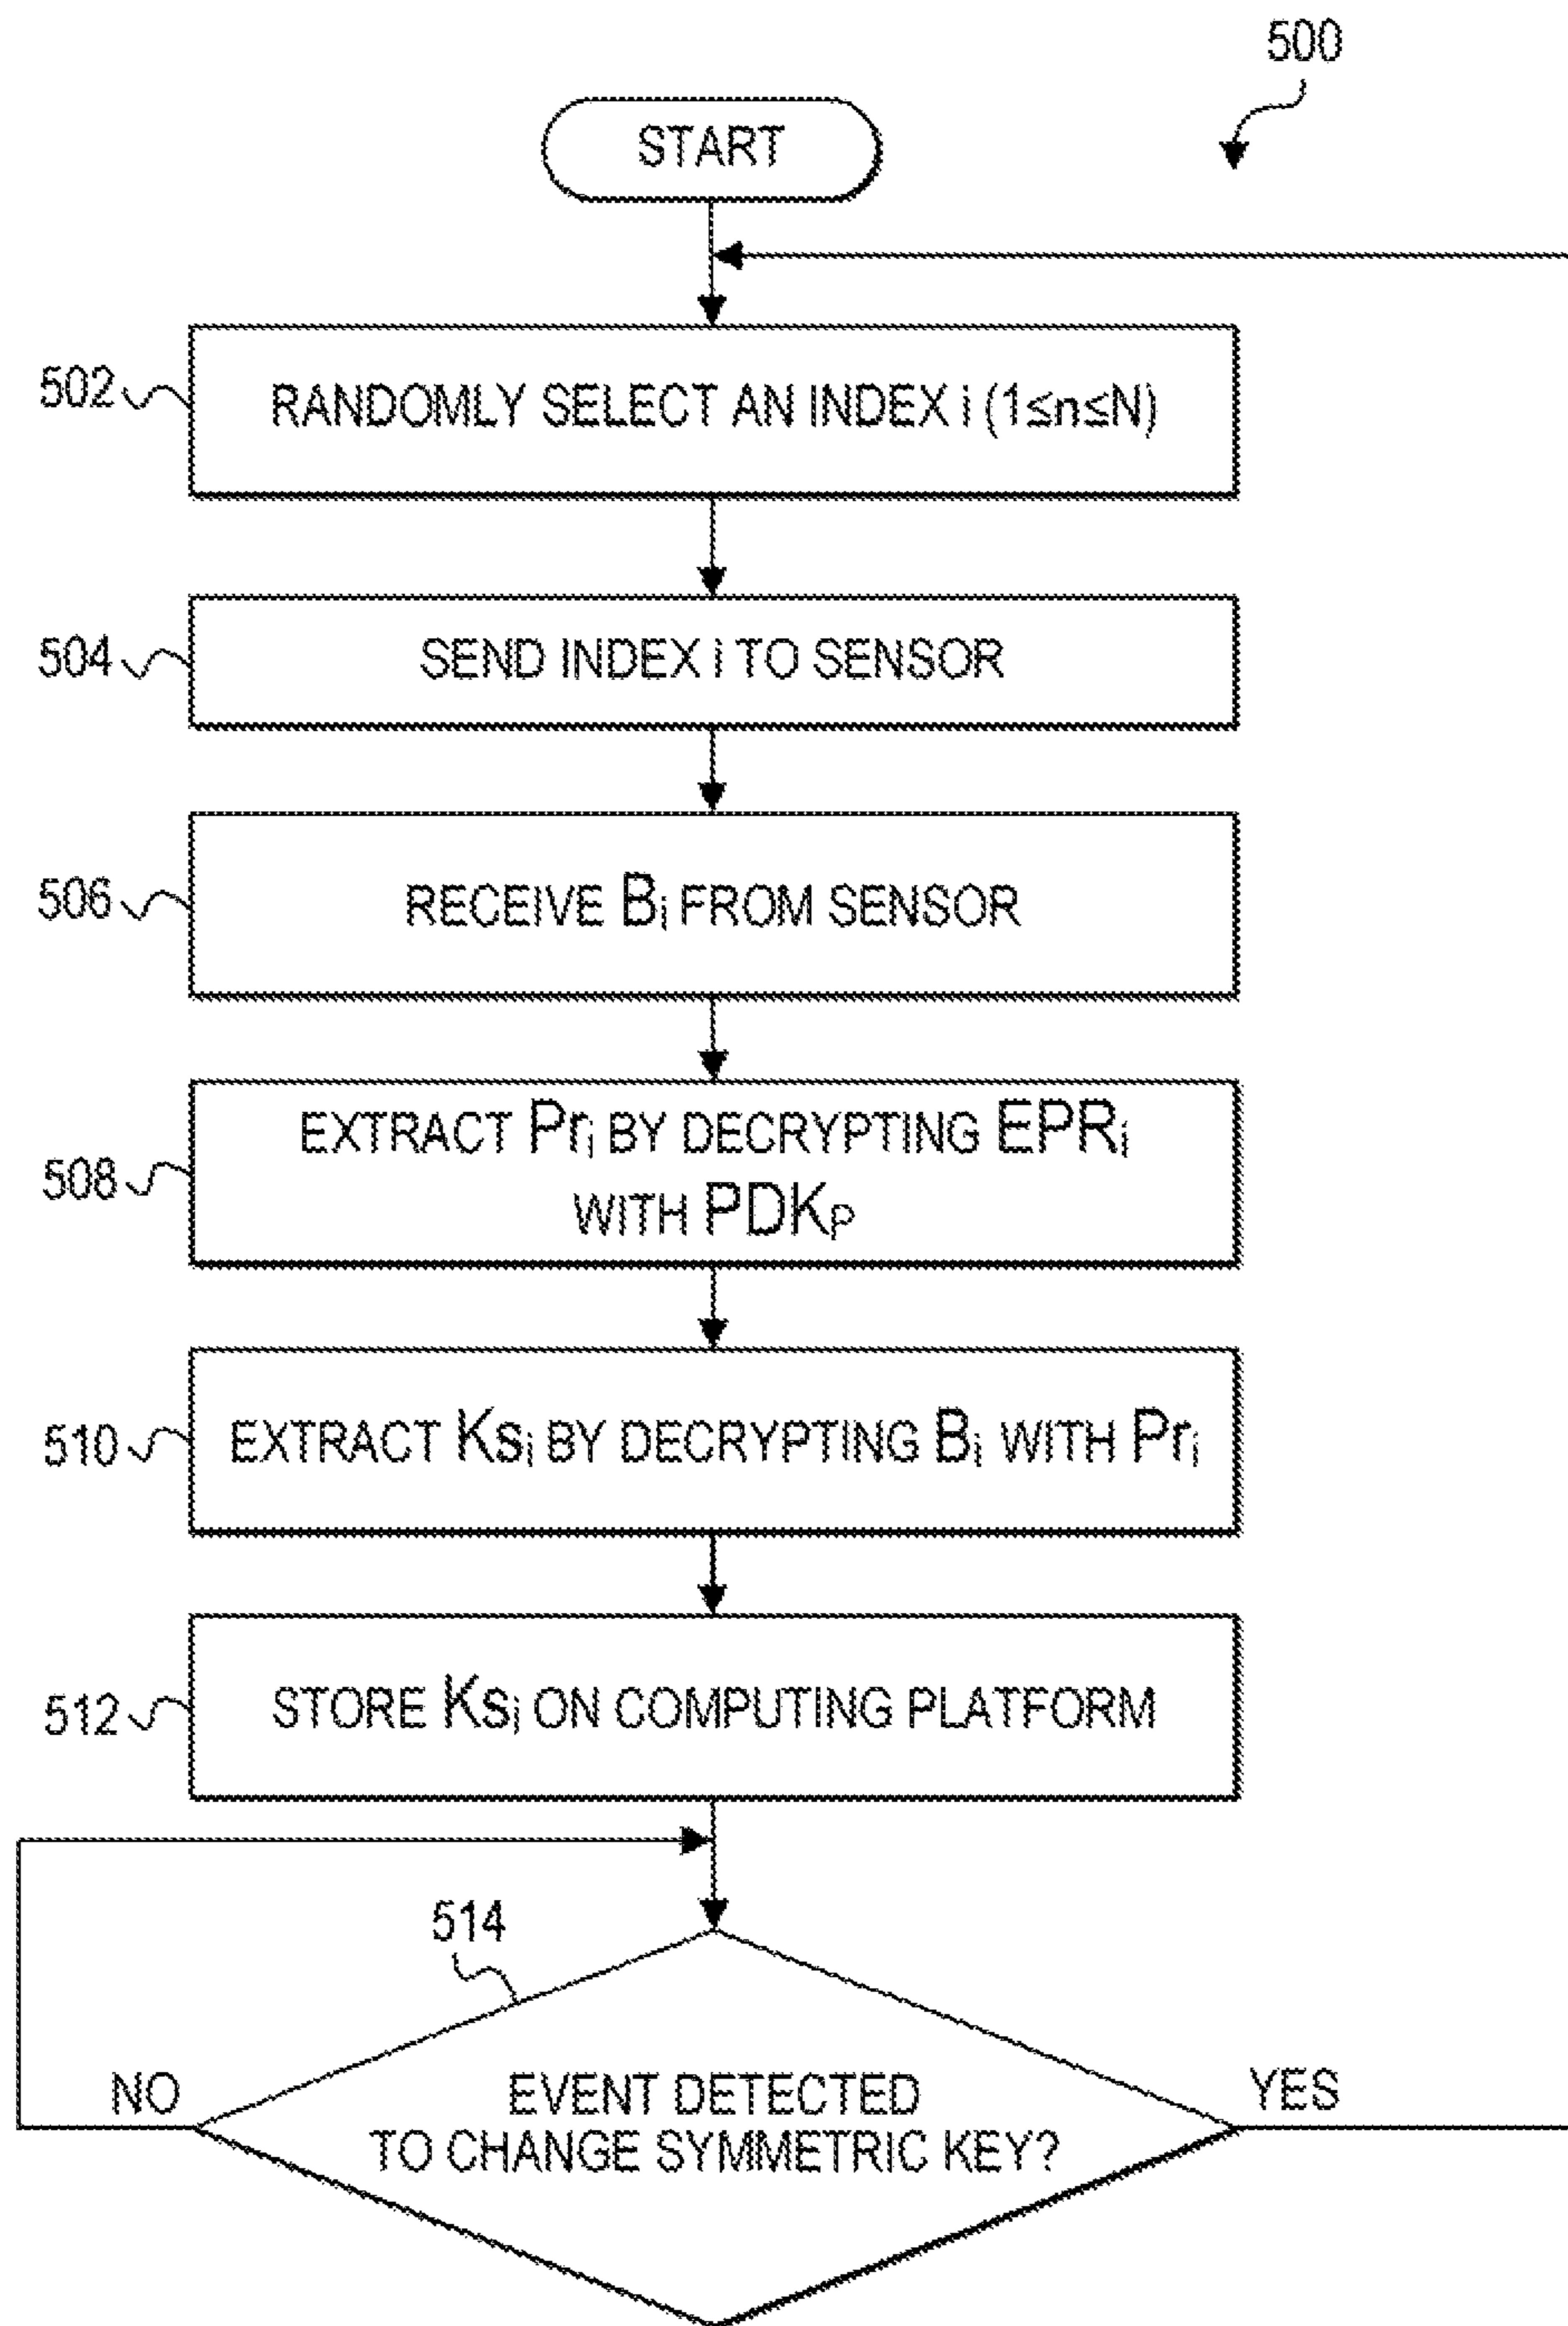 500
START
502
RANDOMLY SELECT AN INDEX i (1≤n≤N)
504
SEND INDEX i TO SENSOR
506
RECEIVE Bi FROM SENSOR
508
EXTRACT Pri BY DECRYPTING EPRi
WITH PDKP
510
EXTRACT Ksi BY DECRYPTING Bi WITH Pri
512
STORE Ksi ON COMPUTING PLATFORM
514
NO
EVENT DETECTED
TO CHANGE SYMMETRIC KEY?
YES